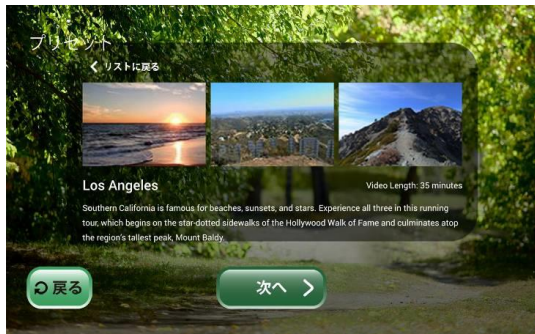 プリセット
リストに戻る
Los Angeles
Video Length: 35 minutes
Southern California is famous for beaches, sunsets, and stars. Experience all three in this running
tour, which begins on the star-dotted sidewalks of the Hollywood Walk of Fame and culminates atop
the region's tallest peak, Mount Baldy.
戻る
次へ